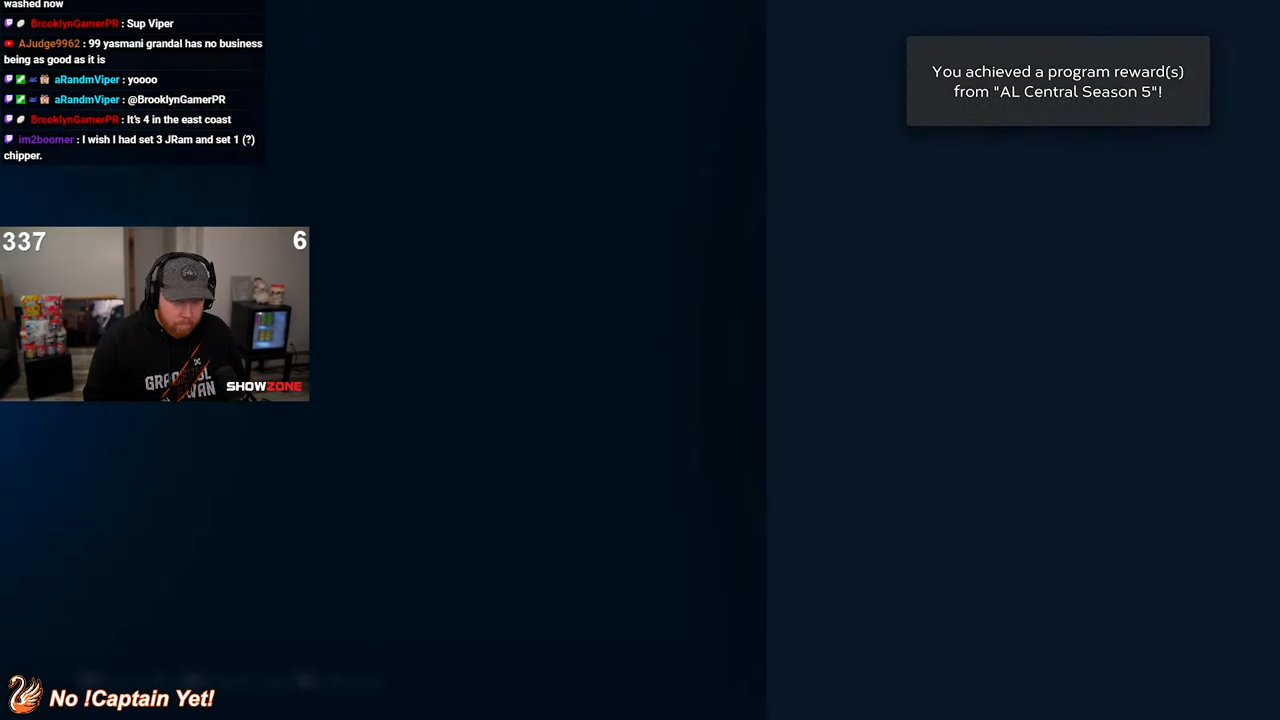 washed now
BrooklynGamerPR : Sup Viper
AJudge9962 : 99 yasmani grandal has no business
being as good as it is
aRandmViper : yoooo
aRandmViper : @BrooklynGamerPR
BrooklynGamerPR : It's 4 in the east coast
im2boomer : I wish I had set 3 JRam and set 1 (?)
chipper.
You achieved a program reward(s)
from "AL Central Season 5"!
337
6
SHOWZONE
No !Captain Yet!